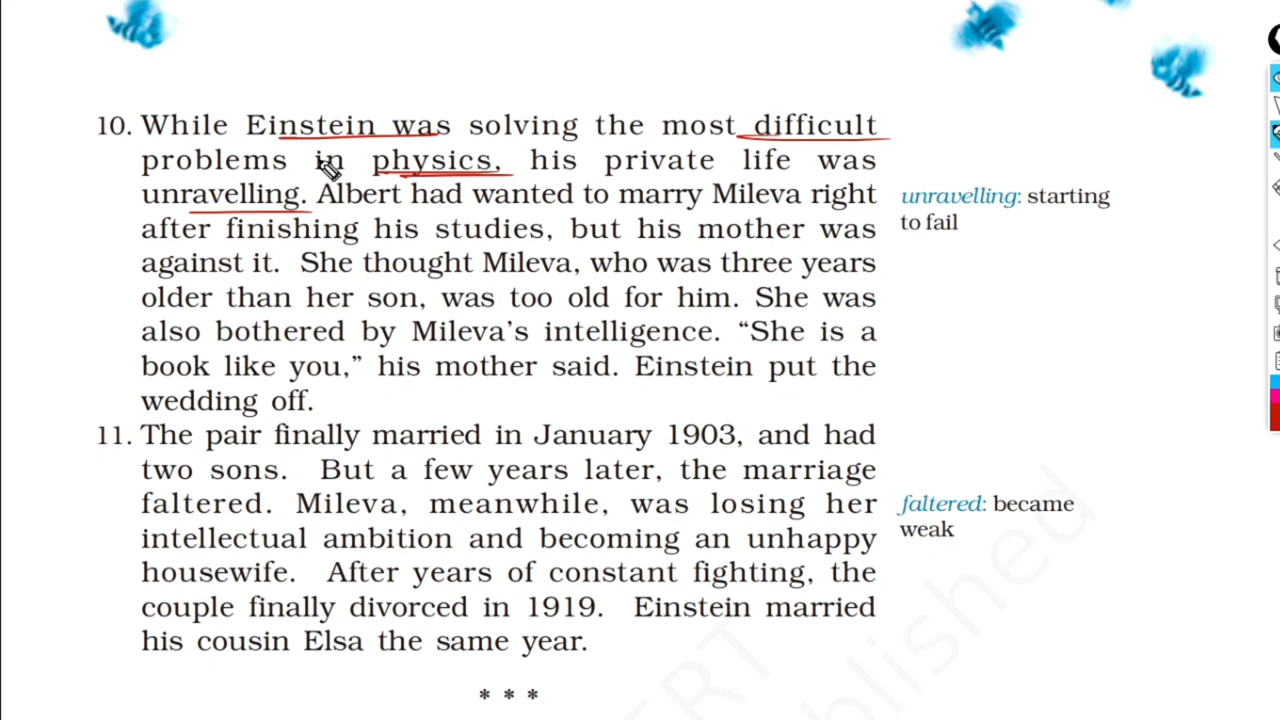 10. While Einstein was solving the most difficult
problems in physics, his private life was
unravelling. Albert had wanted to marry Mileva right
after finishing his studies, but his mother was
against it. She thought Mileva, who was three years
older than her son, was too old for him. She was
also bothered by Mileva's intelligence. “She is a
book like you,” his mother said. Einstein put the
wedding off.
unravelling: starting
to fail
11. The pair finally married in January 1903, and had
two sons. But a few years later, the marriage
faltered. Mileva, meanwhile, was losing her
intellectual ambition and becoming an unhappy
housewife. After years of constant fighting, the
couple finally divorced in 1919. Einstein married
his cousin Elsa the same year.
faltered: became
weak
* * *